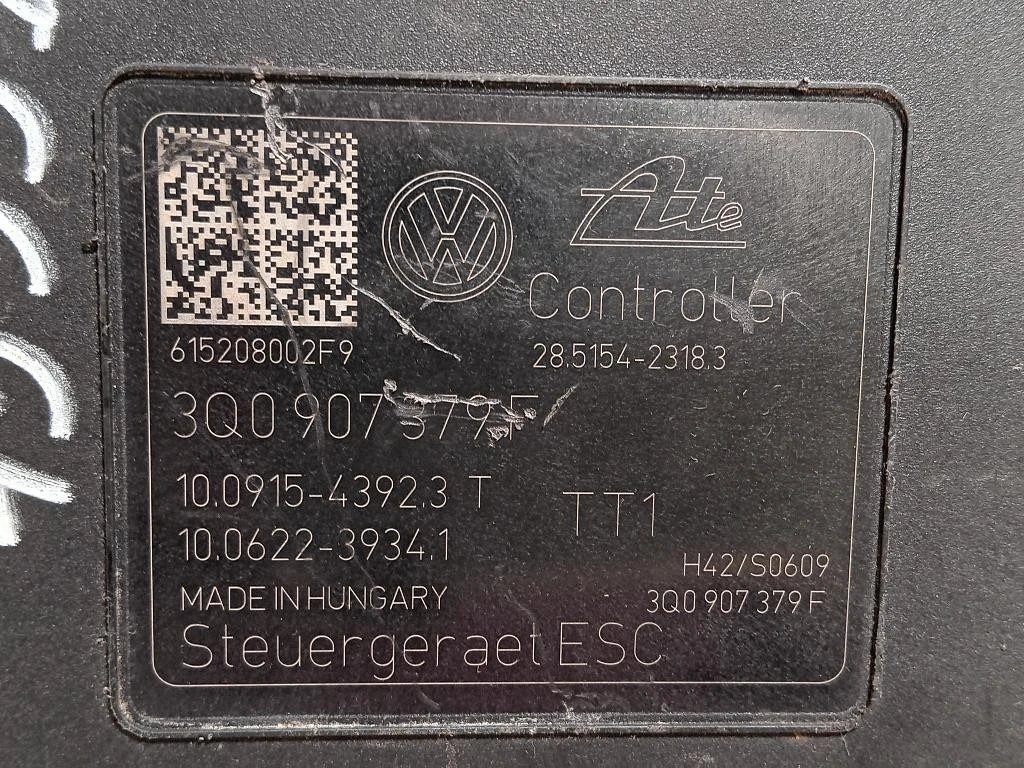 Ate
Controller
615208002F9
28.5154-2318.3
3Q0 907 379 F
10.0915-4392.3 T
TT1
10.0622-3934.1
H42/S0609
MADE IN HUNGARY
3Q0 907 379 F
Steuergeraet ESC